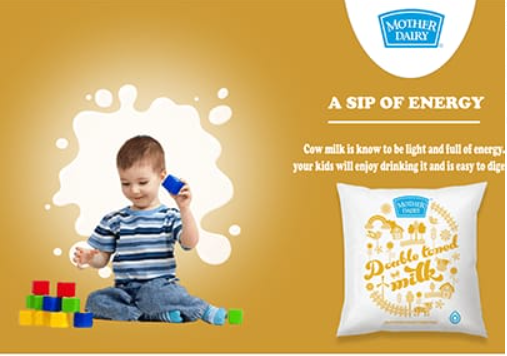 MOTHER
DAIRY
A SIP OF ENERGY
Cow milk is know to be light and full of energy.
your kids will enjoy drinking it and is easy to dige
MOTHER
DAIRY
Double toned
milk